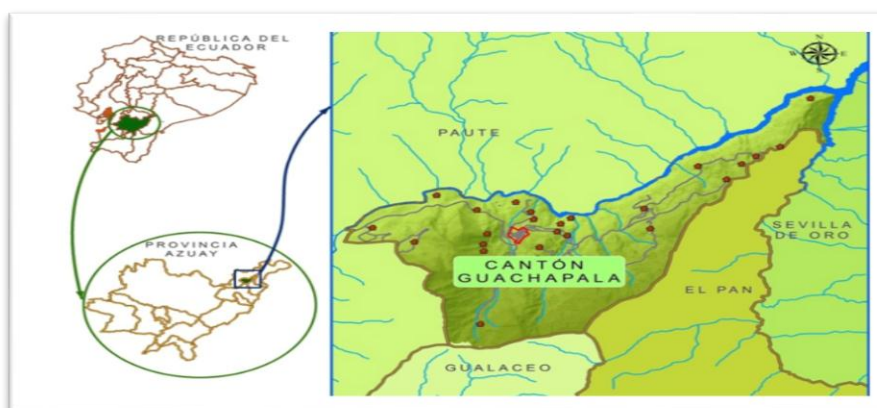 REPÚBLICA DEL
ECUADOR
PROVINCIA
AZUAY
N
W
E
S
PAUTE
SEVILLA
DE ORO
CANTÓN
GUACHAPALA
EL PAN
GUALACEO